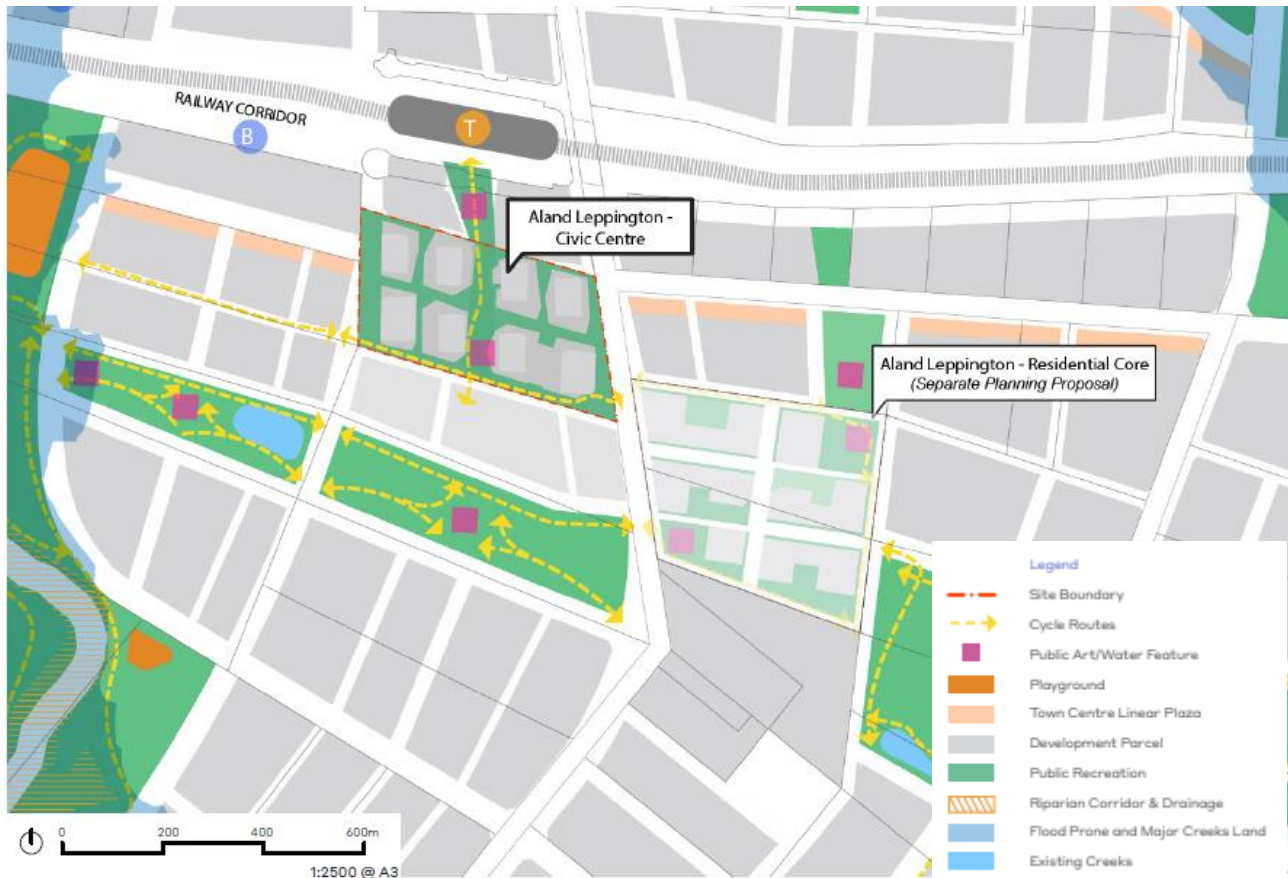 RAILWAY CORRIDOR
B
T
Aland Leppington -
Civic Centre
Aland Leppington - Residential Core
(Separate Planning Proposal)
Legend
Site Boundary
Cycle Routes
Public Art/Water Feature
Playground
Town Centre Linear Plaza
Development Parcel
Public Recreation
Riparian Corridor & Drainage
Flood Prone and Major Creeks Land
Existing Creeks
0 200 400 600m
1:2500 @ A3